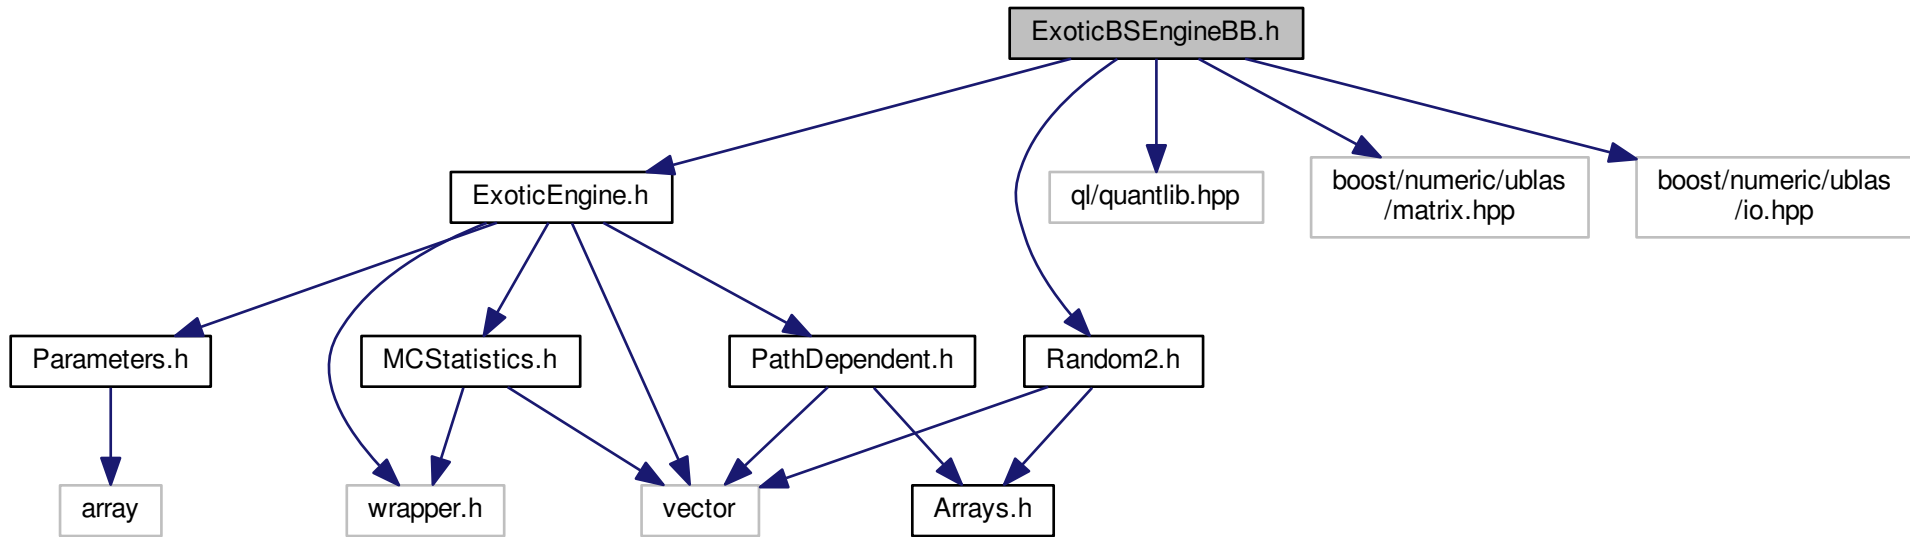 ExoticBSEngineBB.h
ExoticEngine.h
ql/quantlib.hpp
boost/numeric/ublas
/matrix.hpp
boost/numeric/ublas
/io.hpp
Parameters.h
MCStatistics.h
PathDependent.h
Random2.h
array
wrapper.h
vector
Arrays.h